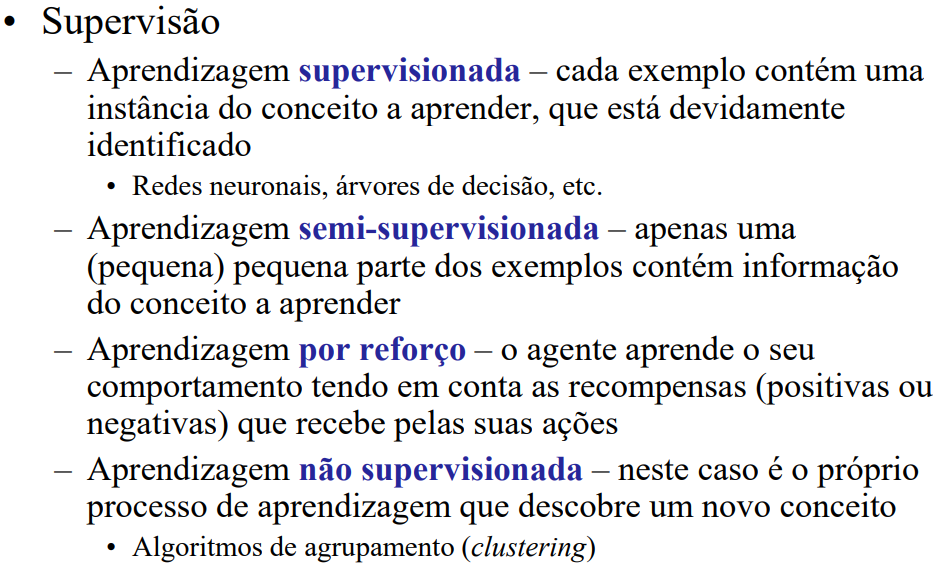 • Supervisão
– Aprendizagem supervisionada – cada exemplo contém uma
instância do conceito a aprender, que está devidamente
identificado
• Redes neuronais, árvores de decisão, etc.
– Aprendizagem semi-supervisionada – apenas uma
(pequena) pequena parte dos exemplos contém informação
do conceito a aprender
– Aprendizagem por reforço – o agente aprende o seu
comportamento tendo em conta as recompensas (positivas ou
negativas) que recebe pelas suas ações
– Aprendizagem não supervisionada – neste caso é o próprio
processo de aprendizagem que descobre um novo conceito
• Algoritmos de agrupamento (clustering)